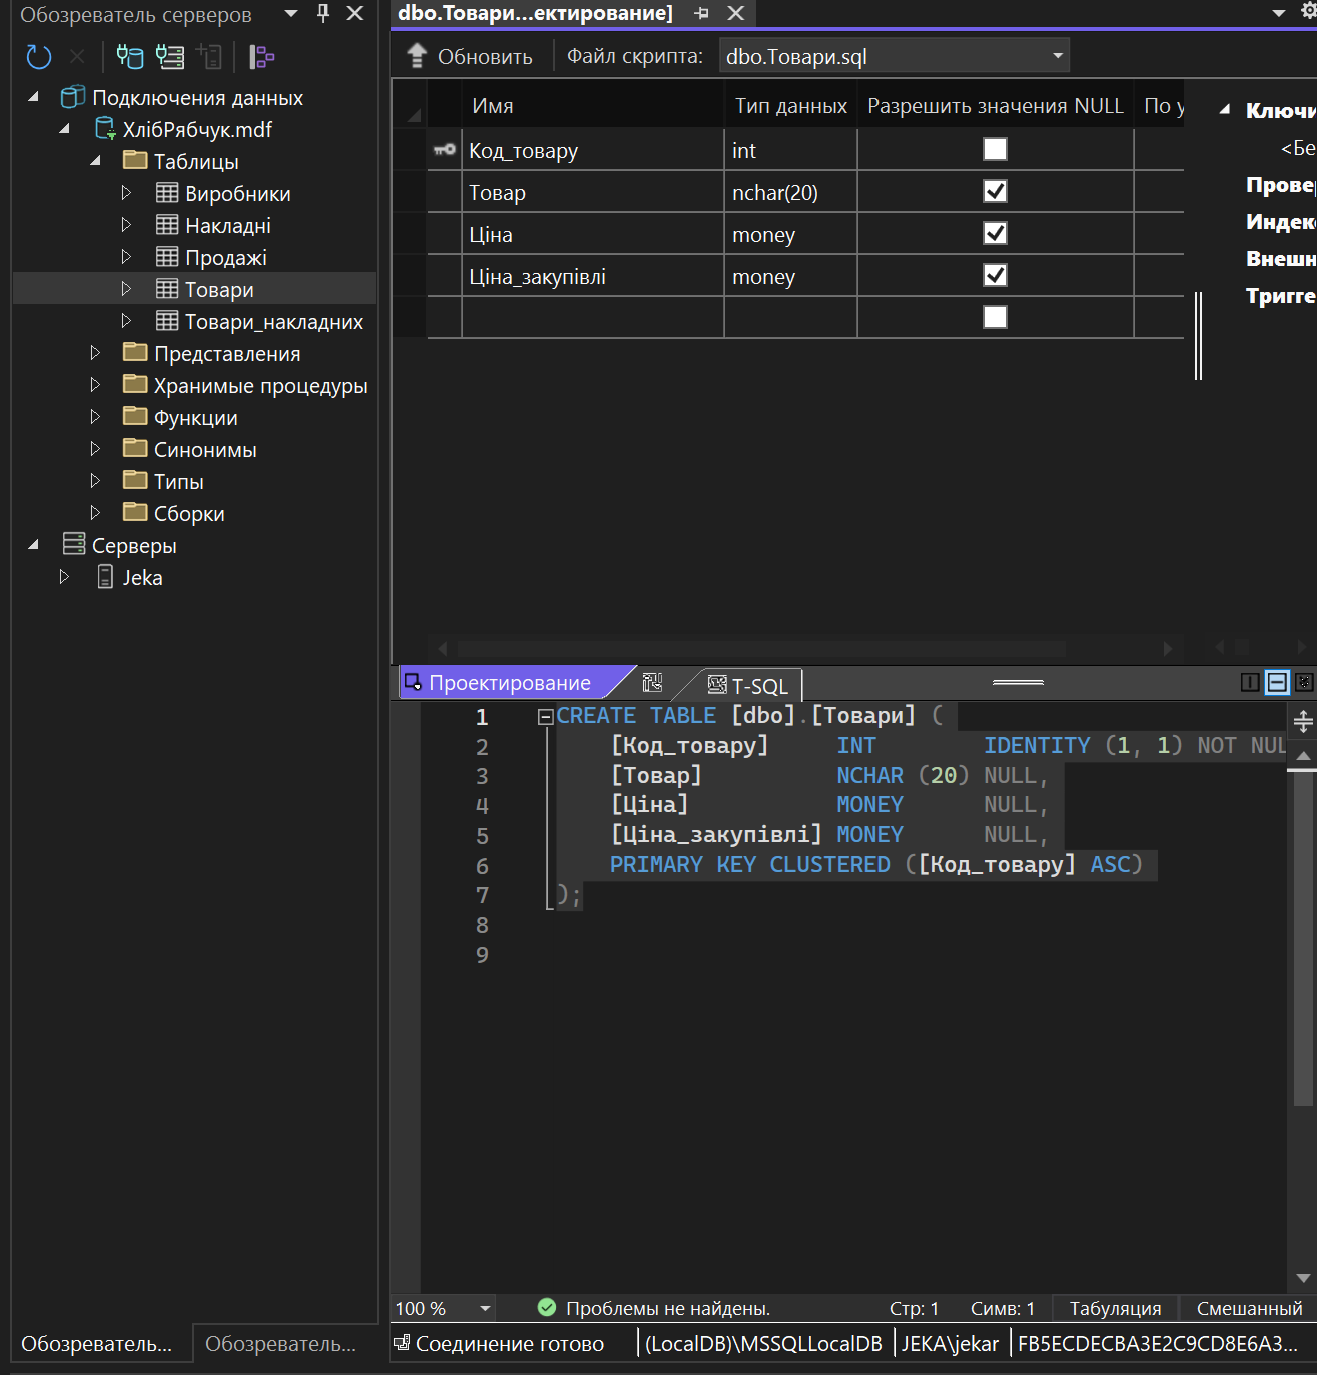 Обозреватель серверов
Подключения данных
ХлібРябчук.mdf
Таблицы
Виробники
Накладні
Продажі
Товари
Товари_накладних
Представления
Хранимые процедуры
Функции
Синонимы
Типы
Сборки
Серверы
Jeka
Обозреватель... Обозреватель...
dbo.Товари...ектирование]
Обновить Файл скрипта: dbo.Товари.sql
Имя Тип данных Разрешить значения NULL По у
Код_товару int
Товар nchar(20)
Ціна money
Ціна_закупівлі money
Ключи
<Бе
Прове
Индек
Внешн
Тригге
Проектирование T-SQL
1 CREATE TABLE [dbo].[Товари] (
2 [Код_товару] INT IDENTITY (1, 1) NOT NUL
3 [Товар] NCHAR (20) NULL,
4 [Ціна] MONEY NULL,
5 [Ціна_закупівлі] MONEY NULL,
6 PRIMARY KEY CLUSTERED ([Код_товару] ASC)
7 );
8
9
100 % Проблемы не найдены. Стр: 1 Симв: 1 Табуляция Смешанный
Соединение готово (LocalDB)\MSSQLLocalDB JEKA\jekar FB5ECDECBA3E2C9CD8E6A3...